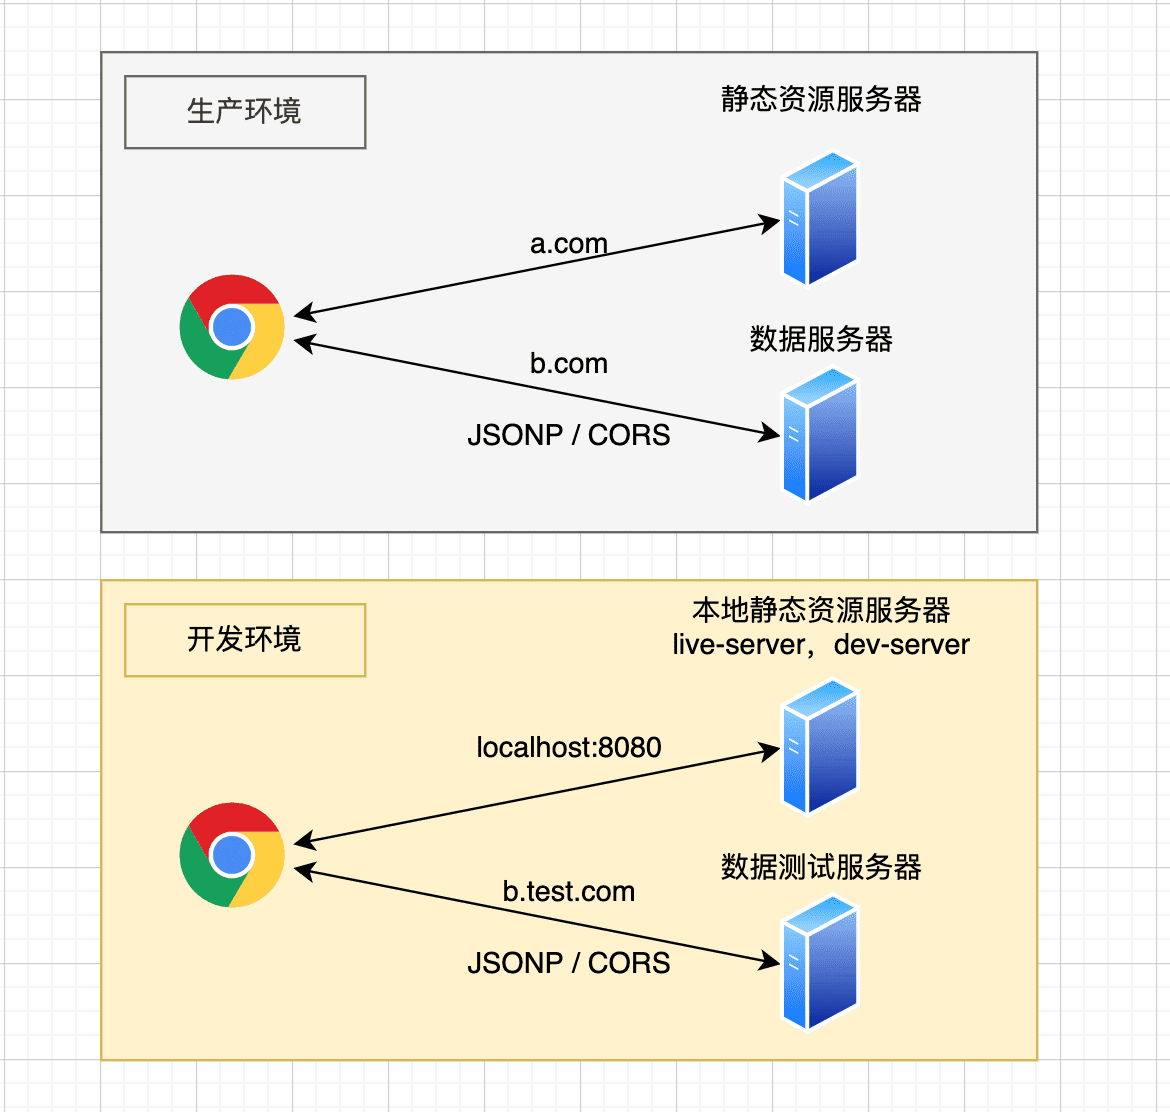 生产环境
静态资源服务器
a.com
数据服务器
b.com
JSONP / CORS
开发环境
本地静态资源服务器
live-server，dev-server
localhost:8080
数据测试服务器
b.test.com
JSONP / CORS